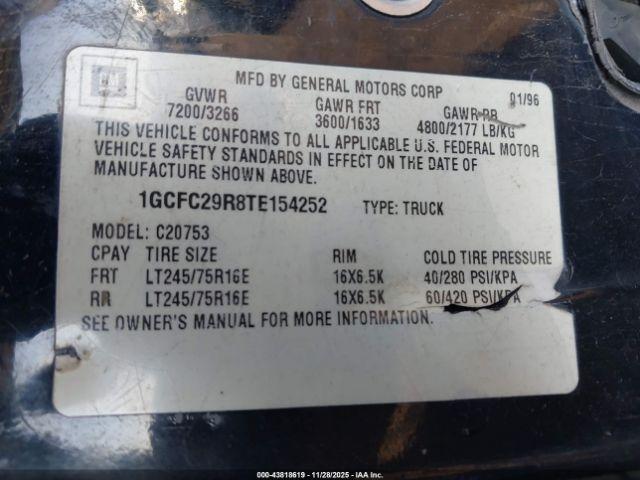 GM
MFD BY GENERAL MOTORS CORP 01/96
GVWR GAWR FRT GAWR RR
7200/3266 3600/1633 4800/2177 LB/KG
THIS VEHICLE CONFORMS TO ALL APPLICABLE U.S. FEDERAL MOTOR
VEHICLE SAFETY STANDARDS IN EFFECT ON THE DATE OF
MANUFACTURE SHOWN ABOVE.
1GCFC29R8TE154252 TYPE: TRUCK
MODEL: C20753
CPAY TIRE SIZE RIM COLD TIRE PRESSURE
FRT LT245/75R16E 16X6.5K 40/280 PSI/KPA
RR LT245/75R16E 16X6.5K 60/420 PSI/KPA
SEE OWNER'S MANUAL FOR MORE INFORMATION.
000-43818619 | 11/28/2025 - IAA Inc.